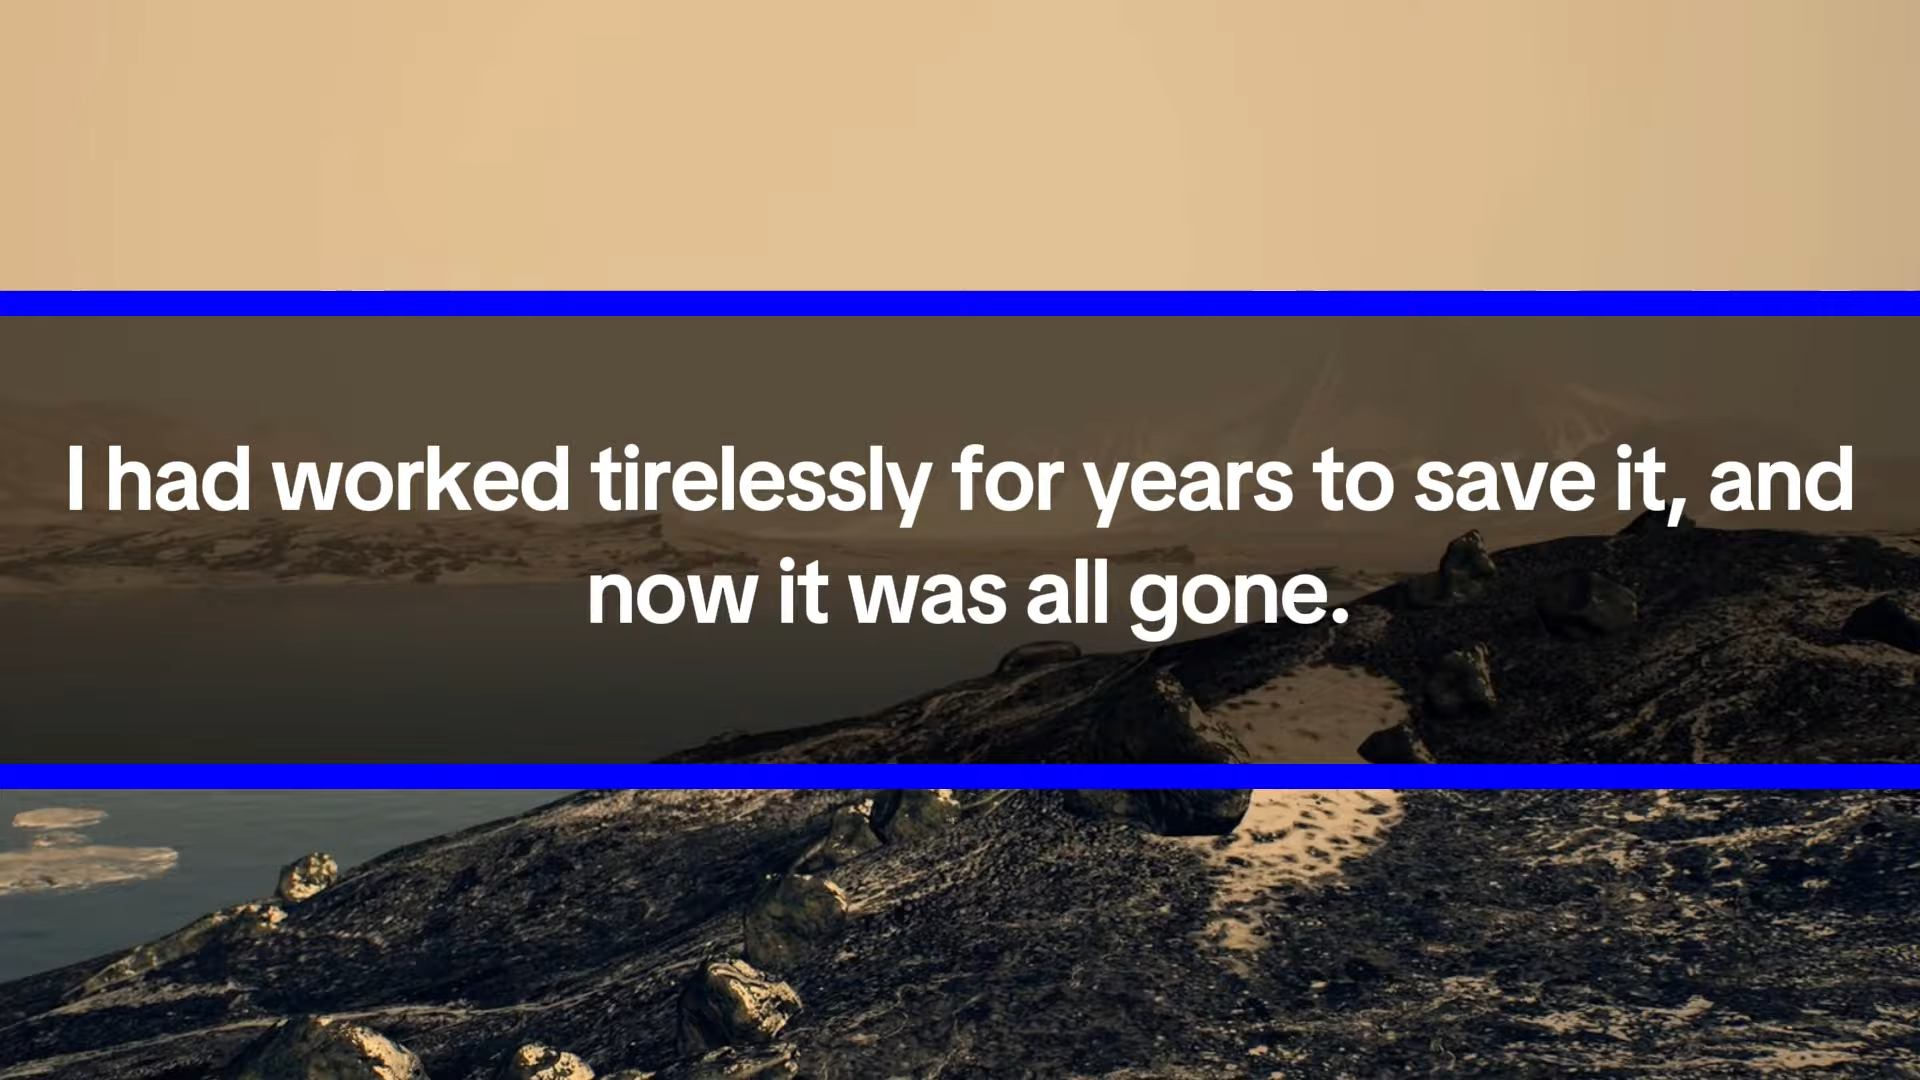 I had worked tirelessly for years to save it, and
now it was all gone.